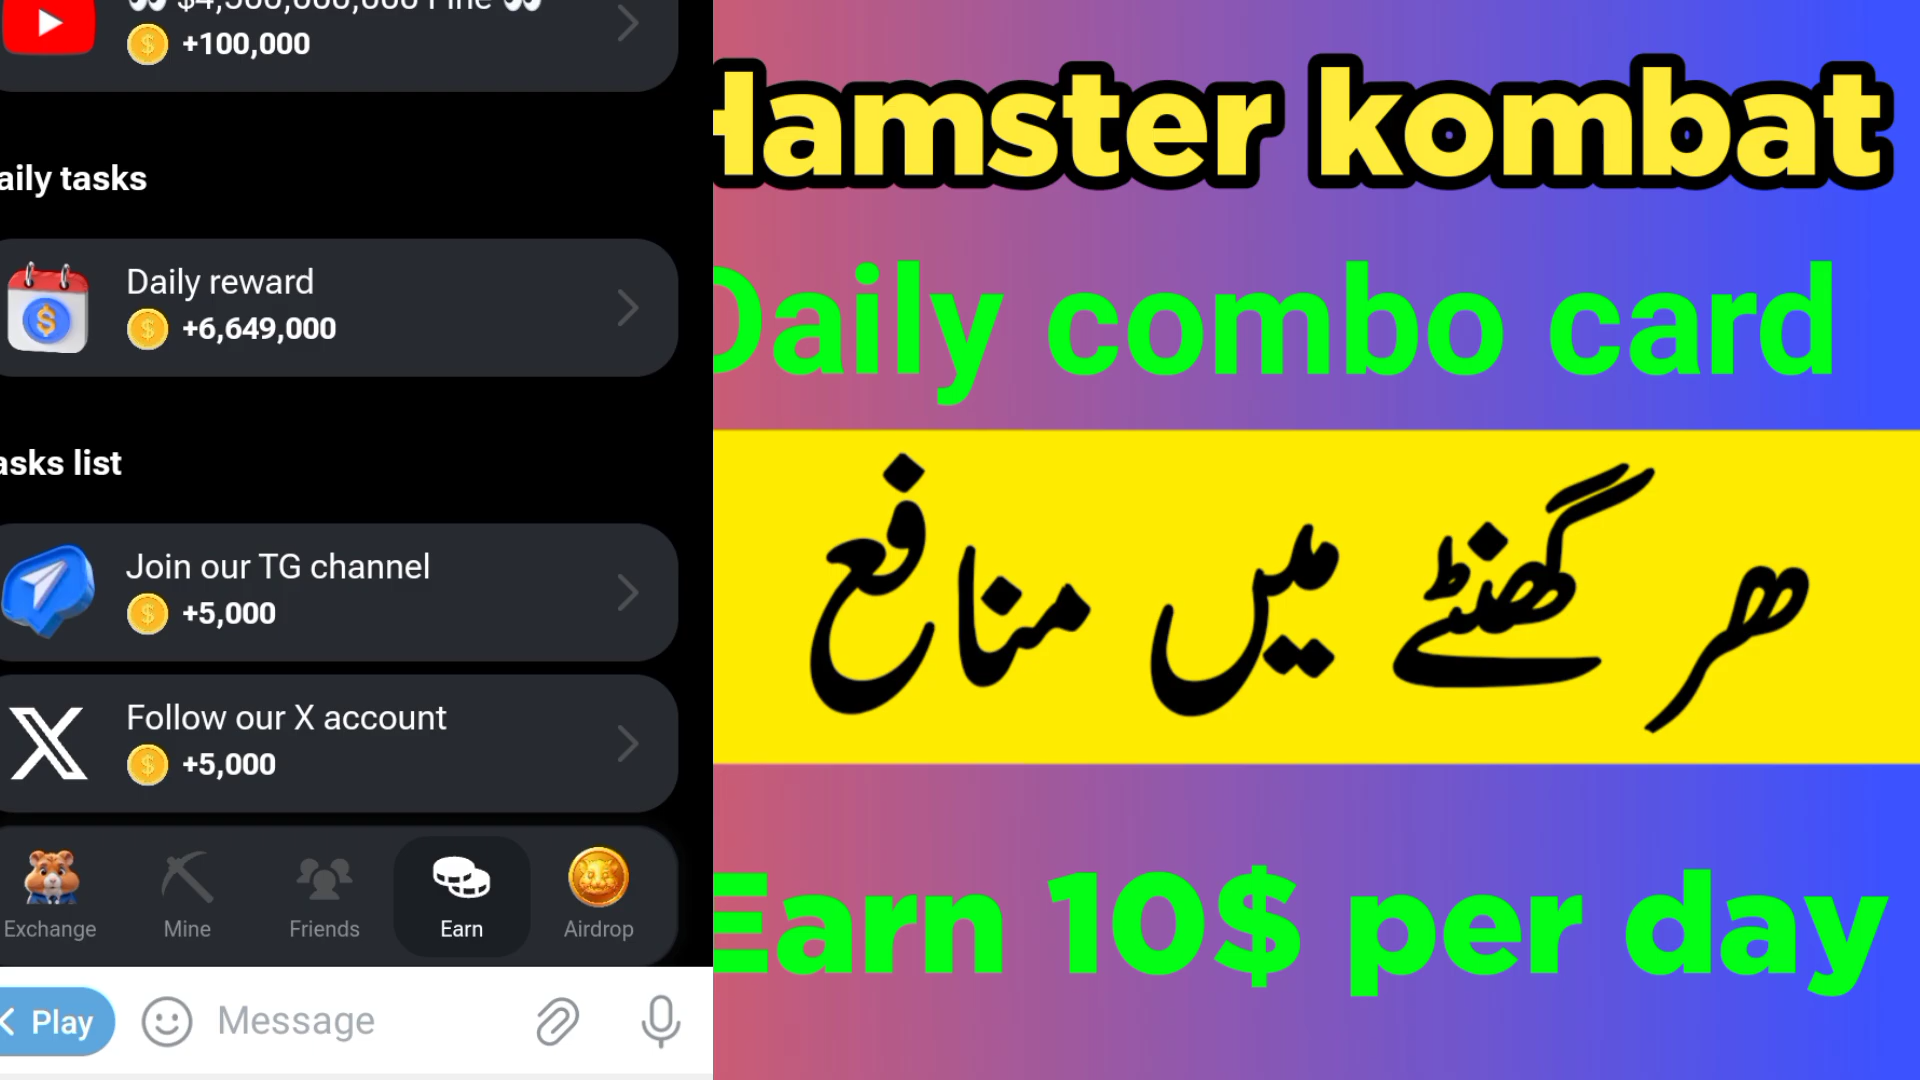 +100,000
aily tasks
Daily reward
+6,649,000
asks list
Join our TG channel
+5,000
Follow our X account
+5,000
Exchange
Mine
Friends
Earn
Airdrop
Play
Message
Hamster kombat
Daily combo card
ھر گھنٹے میں منافع
Earn 10$ per day